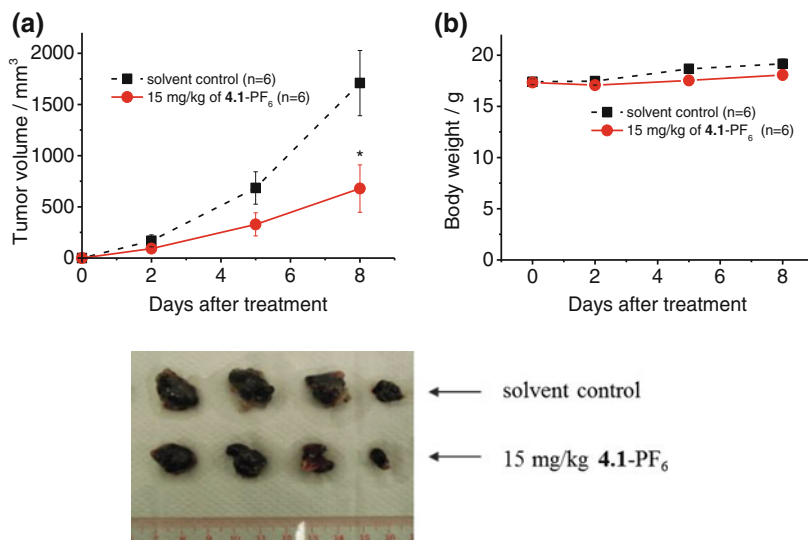 (a)
2000
1500
1000
500
0
Tumor volume / mm³
solvent control (n=6)
15 mg/kg of 4.1-PF₆ (n=6)
*
0 2 4 6 8
Days after treatment
(b)
20
15
10
5
0
Body weight / g
solvent control (n=6)
15 mg/kg of 4.1-PF₆ (n=6)
0 2 4 6 8
Days after treatment
solvent control
15 mg/kg 4.1-PF₆